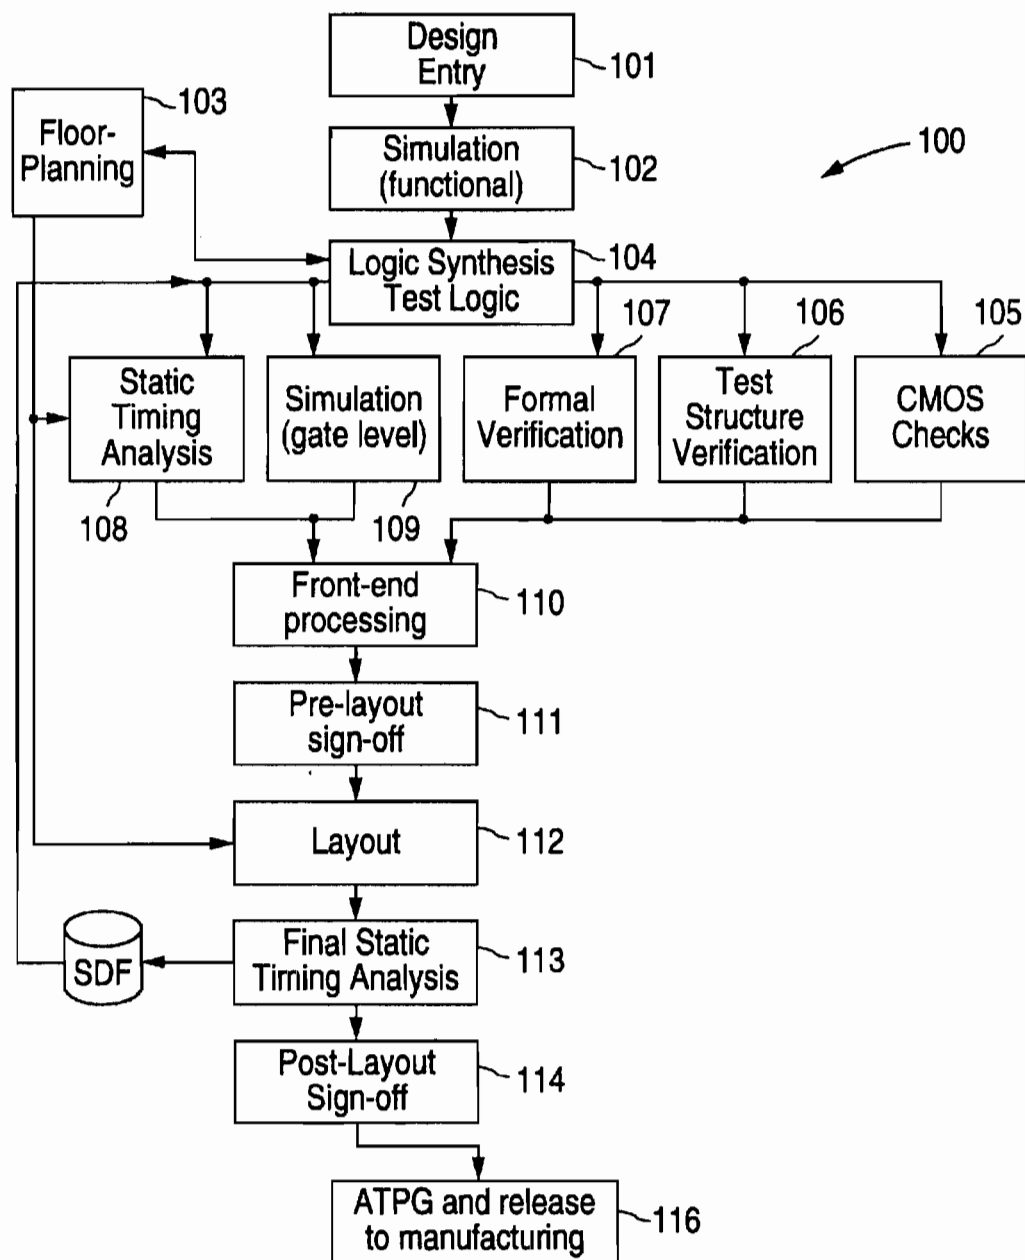 Design
Entry
101
103
Floor-
Planning
Simulation
(functional)
102
100
Logic Synthesis
Test Logic
104
107
106
105
Static
Timing
Analysis
Simulation
(gate level)
Formal
Verification
Test
Structure
Verification
CMOS
Checks
108
109
Front-end
processing
110
Pre-layout
sign-off
111
Layout
112
SDF
Final Static
Timing Analysis
113
Post-Layout
Sign-off
114
ATPG and release
to manufacturing
116